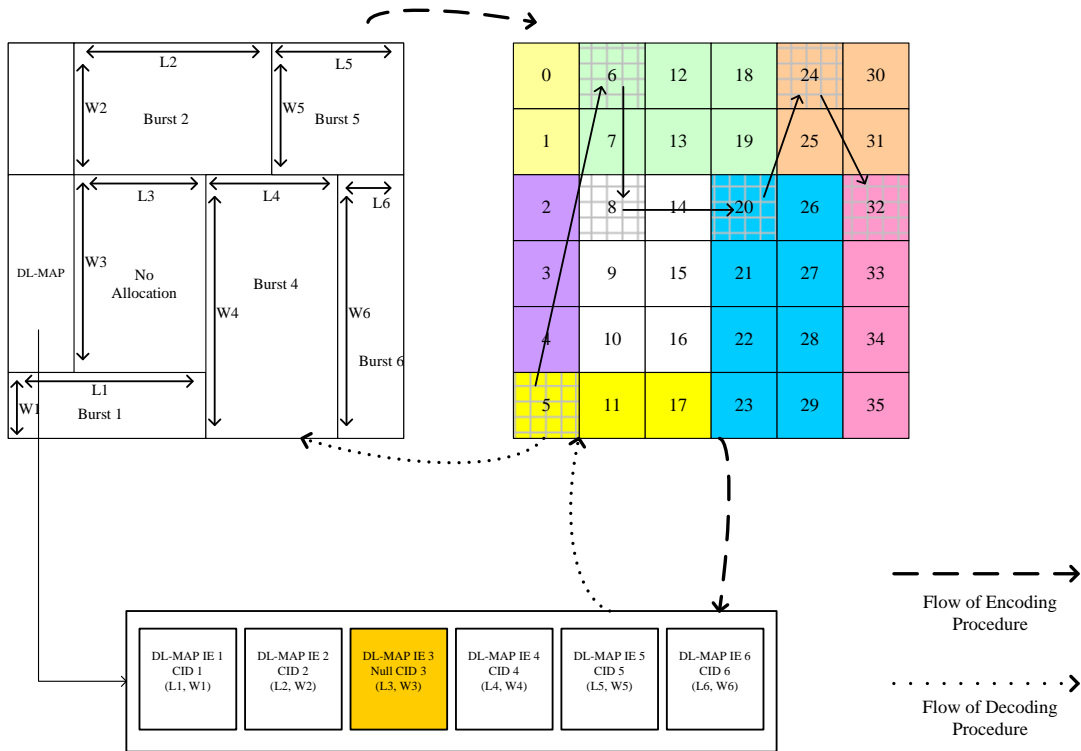 L2
L5
W2
W5
Burst 2
Burst 5
L3
L4
L6
DL-MAP
W3
No
Allocation
W4
Burst 4
W6
Burst 6
L1
W1
Burst 1
0 6 12 18 24 30
1 7 13 19 25 31
2 8 14 20 26 32
3 9 15 21 27 33
4 10 16 22 28 34
5 11 17 23 29 35
Flow of Encoding
Procedure
DL-MAP IE 1
CID 1
(L1, W1)
DL-MAP IE 2
CID 2
(L2, W2)
DL-MAP IE 3
Null CID 3
(L3, W3)
DL-MAP IE 4
CID 4
(L4, W4)
DL-MAP IE 5
CID 5
(L5, W5)
DL-MAP IE 6
CID 6
(L6, W6)
Flow of Decoding
Procedure